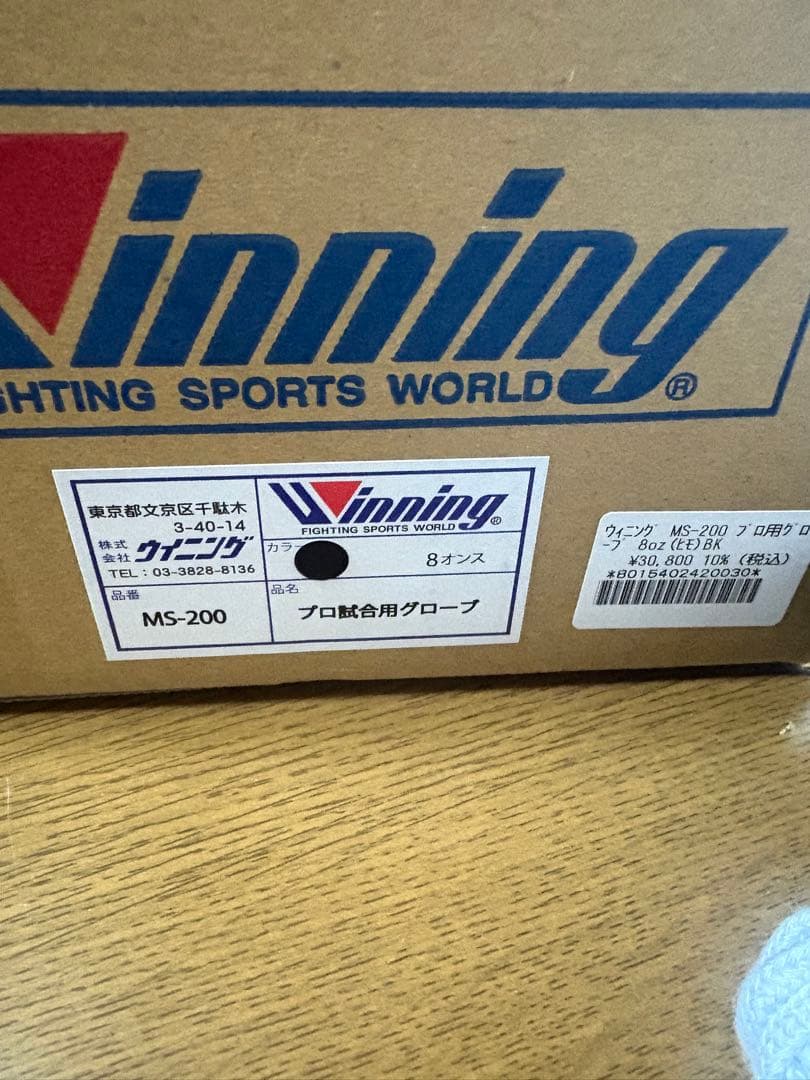 Winning
FIGHTING SPORTS WORLD®
東京都文京区千駄木
3-40-14
株式会社 ウイニング
TEL：03-3828-8136
Winning®
FIGHTING SPORTS WORLD
カラー
8オンス
品番
MS-200
品名
プロ試合用グローブ
ウィニング MS-200 プロ用グロ
ーブ 8oz(ヒモ)BK
¥30,800 10% (税込)
*8015402420030*